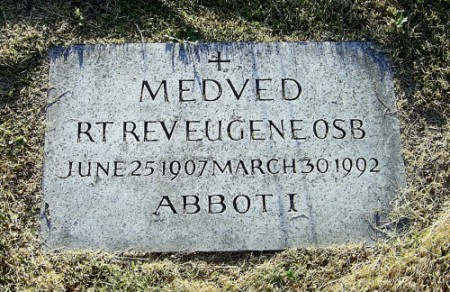 MEDVED
RT REV EUGENE OSB
JUNE 25 1907 MARCH 30 1992
ABBOT I